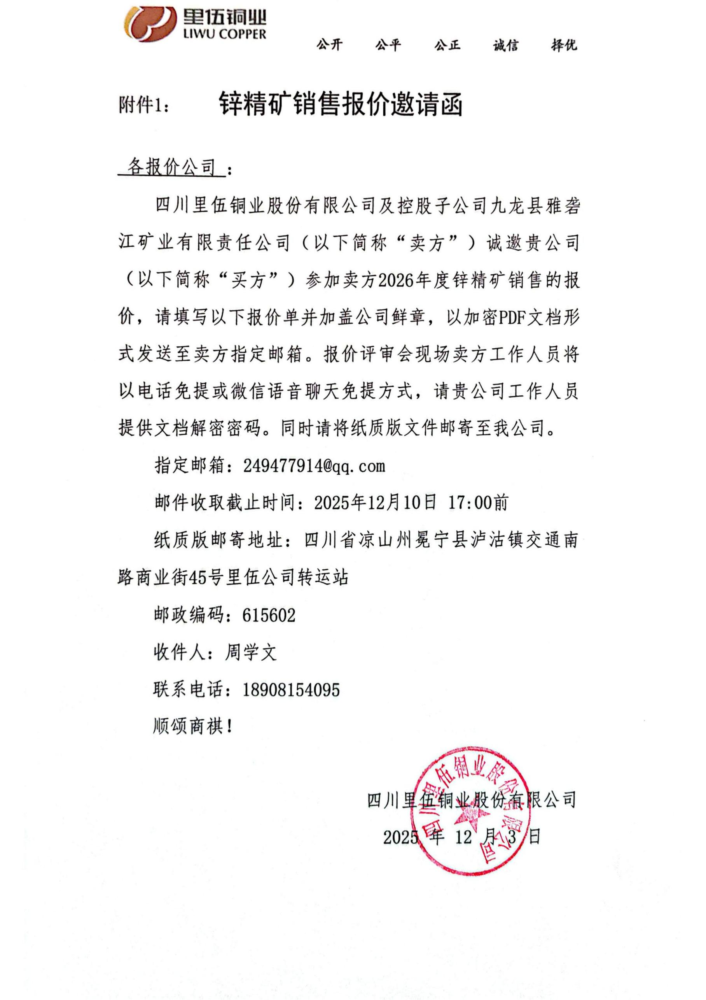 里伍铜业
LIWU COPPER
公开 公平 公正 诚信 择优
附件1： 锌精矿销售报价邀请函
各报价公司 ：
四川里伍铜业股份有限公司及控股子公司九龙县雅砻
江矿业有限责任公司（以下简称“卖方”）诚邀贵公司
（以下简称“买方”）参加卖方2026年度锌精矿销售的报
价，请填写以下报价单并加盖公司鲜章，以加密PDF文档形
式发送至卖方指定邮箱。报价评审会现场卖方工作人员将
以电话免提或微信语音聊天免提方式，请贵公司工作人员
提供文档解密密码。同时请将纸质版文件邮寄至我公司。
指定邮箱：249477914@qq.com
邮件收取截止时间：2025年12月10日 17:00前
纸质版邮寄地址：四川省凉山州冕宁县泸沽镇交通南
路商业街45号里伍公司转运站
邮政编码：615602
收件人：周学文
联系电话：18908154095
顺颂商祺！
四川里伍铜业股份有限公司
2025 年 12 月 3 日
四川里伍铜业股份有限公司